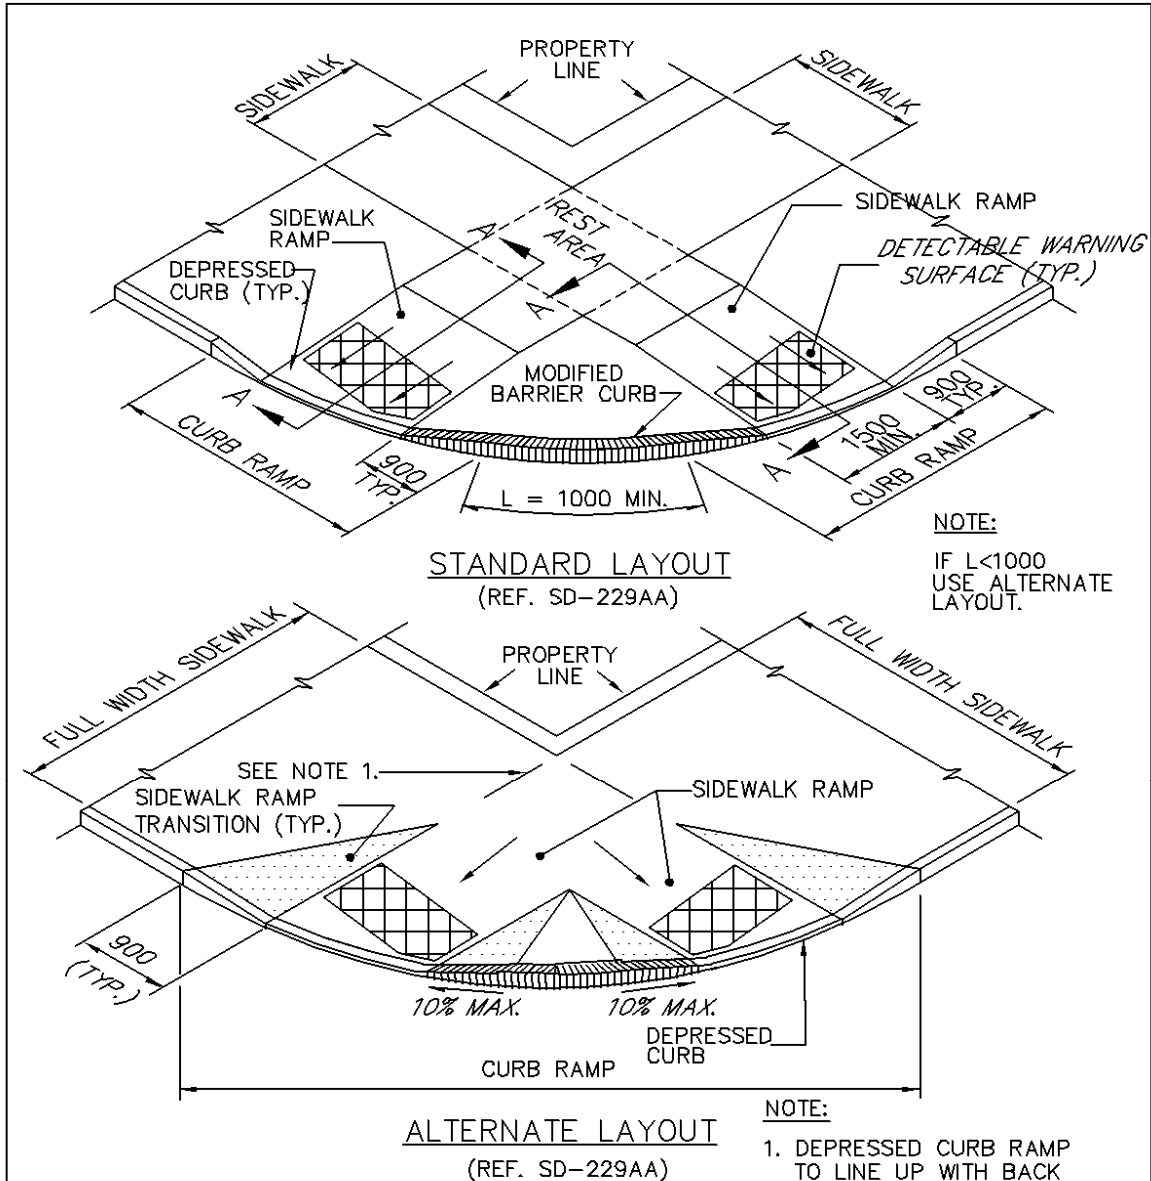 PROPERTY
LINE
SIDEWALK
SIDEWALK
SIDEWALK
RAMP
REST
AREA
SIDEWALK RAMP
DETECTABLE WARNING
SURFACE (TYP.)
DEPRESSED
CURB (TYP.)
A
A
MODIFIED
BARRIER CURB
A
A
CURB RAMP
900
TYP.
1500
MIN.
900
TYP.
CURB RAMP
L = 1000 MIN.
STANDARD LAYOUT
(REF. SD-229AA)
NOTE:
IF L<1000
USE ALTERNATE
LAYOUT.
FULL WIDTH SIDEWALK
PROPERTY
LINE
FULL WIDTH SIDEWALK
SEE NOTE 1.
SIDEWALK RAMP
TRANSITION (TYP.)
SIDEWALK RAMP
900
(TYP.)
10% MAX.
10% MAX.
DEPRESSED
CURB
CURB RAMP
ALTERNATE LAYOUT
(REF. SD-229AA)
NOTE:
1. DEPRESSED CURB RAMP
TO LINE UP WITH BACK